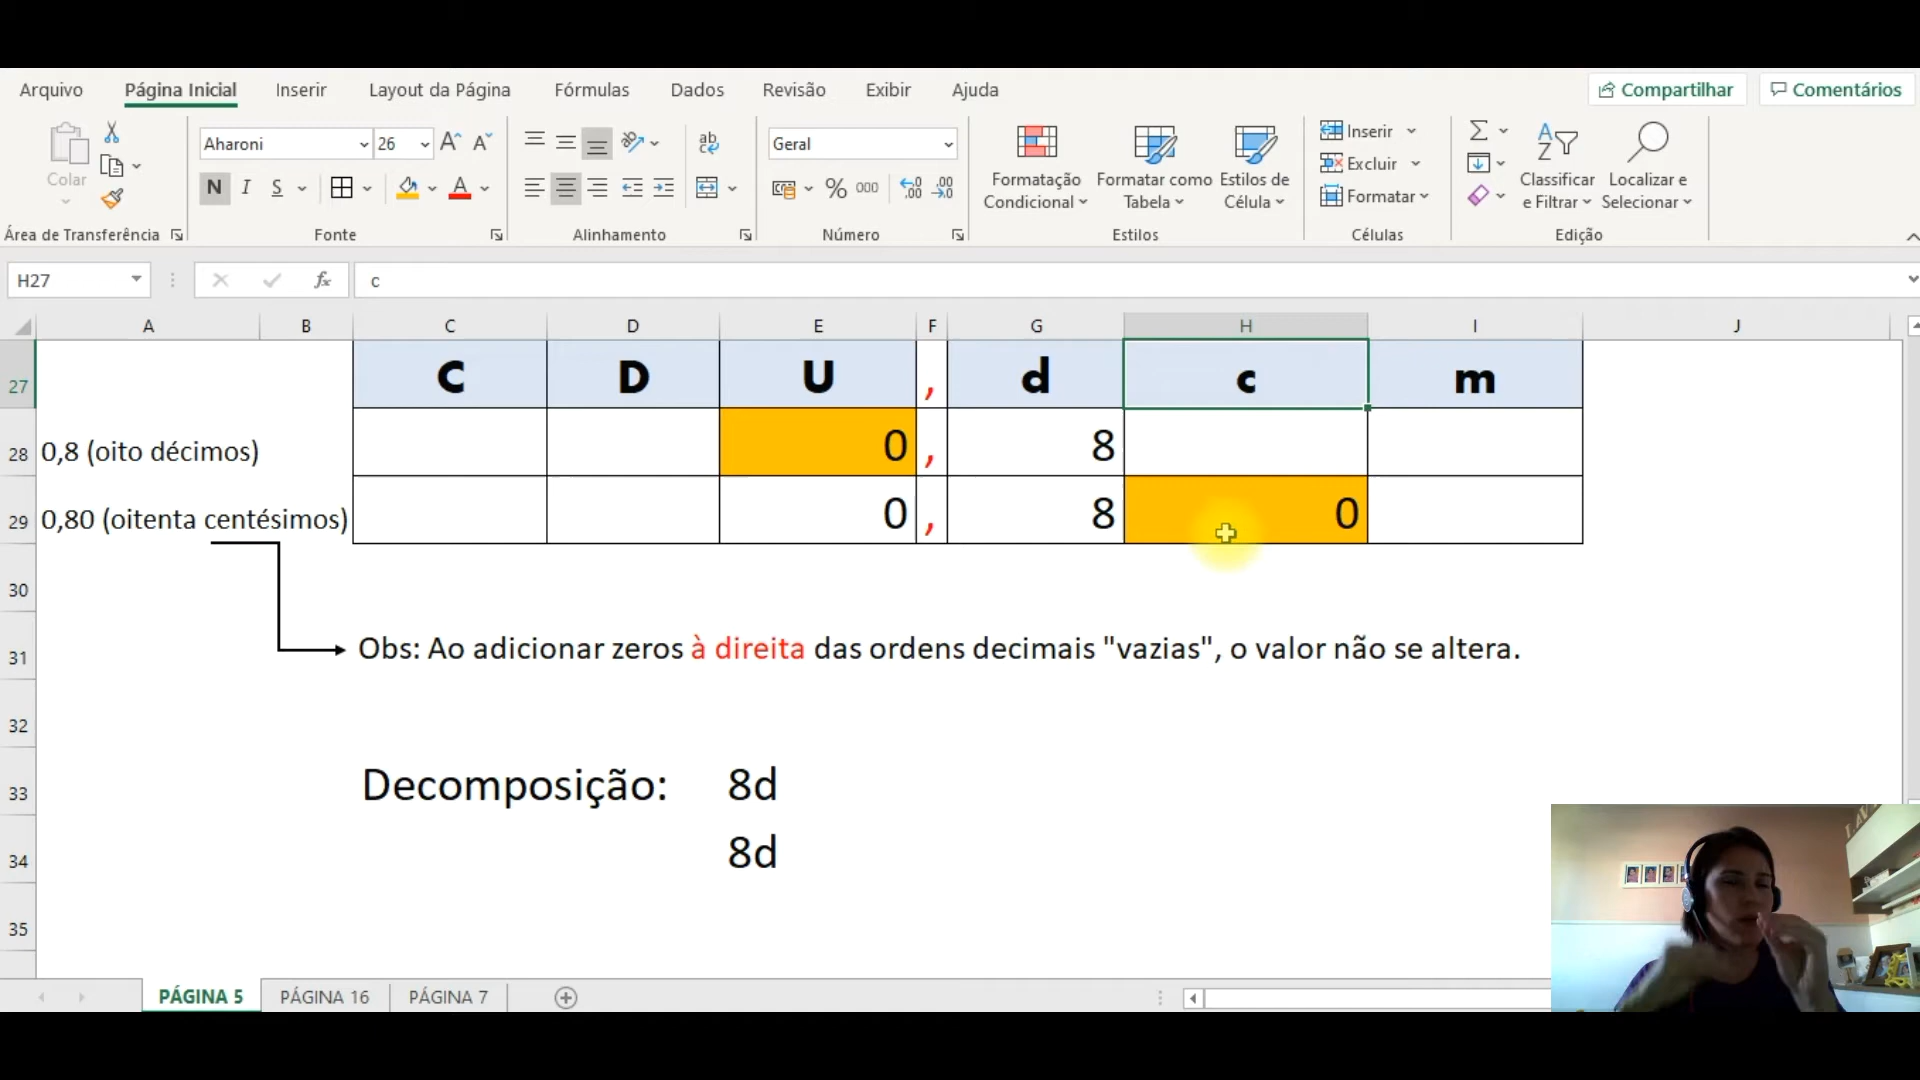 Arquivo Página Inicial Inserir Layout da Página Fórmulas Dados Revisão Exibir Ajuda Compartilhar Comentários
Colar
Aharoni 26
N I S
ab
Geral
% 000
Formatação Condicional
Formatar como Tabela
Estilos de Célula
Inserir
Excluir
Formatar
Classificar e Filtrar
Localizar e Selecionar
Área de Transferência Fonte Alinhamento Número Estilos Células Edição
H27 fx c
A B C D E F G H I J
27 C D U , d c m
28 0,8 (oito décimos) 0 , 8
29 0,80 (oitenta centésimos) 0 , 8 0
30
31 Obs: Ao adicionar zeros à direita das ordens decimais "vazias", o valor não se altera.
32
33 Decomposição: 8d
34 8d
35
PÁGINA 5 PÁGINA 16 PÁGINA 7